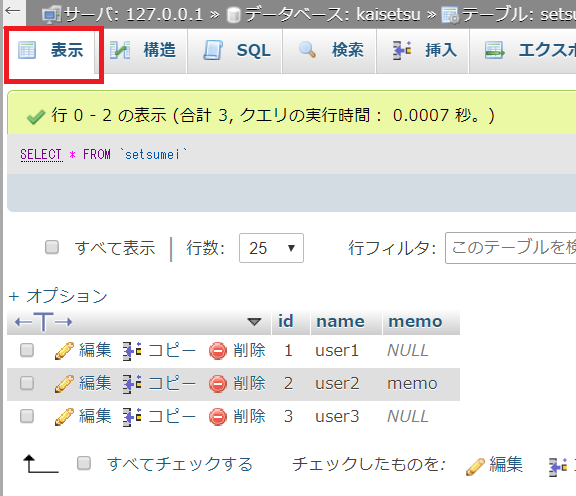 サーバ: 127.0.0.1 » データベース: kaisetsu » テーブル: setsu
表示 構造 SQL 検索 挿入 エクスポ
行 0 - 2 の表示 (合計 3, クエリの実行時間： 0.0007 秒。)
SELECT * FROM `setsumei`
すべて表示 | 行数: 25 行フィルタ: このテーブルを検
+ オプション
←T→ id name memo
編集 コピー 削除 1 user1 NULL
編集 コピー 削除 2 user2 memo
編集 コピー 削除 3 user3 NULL
すべてチェックする チェックしたものを: 編集